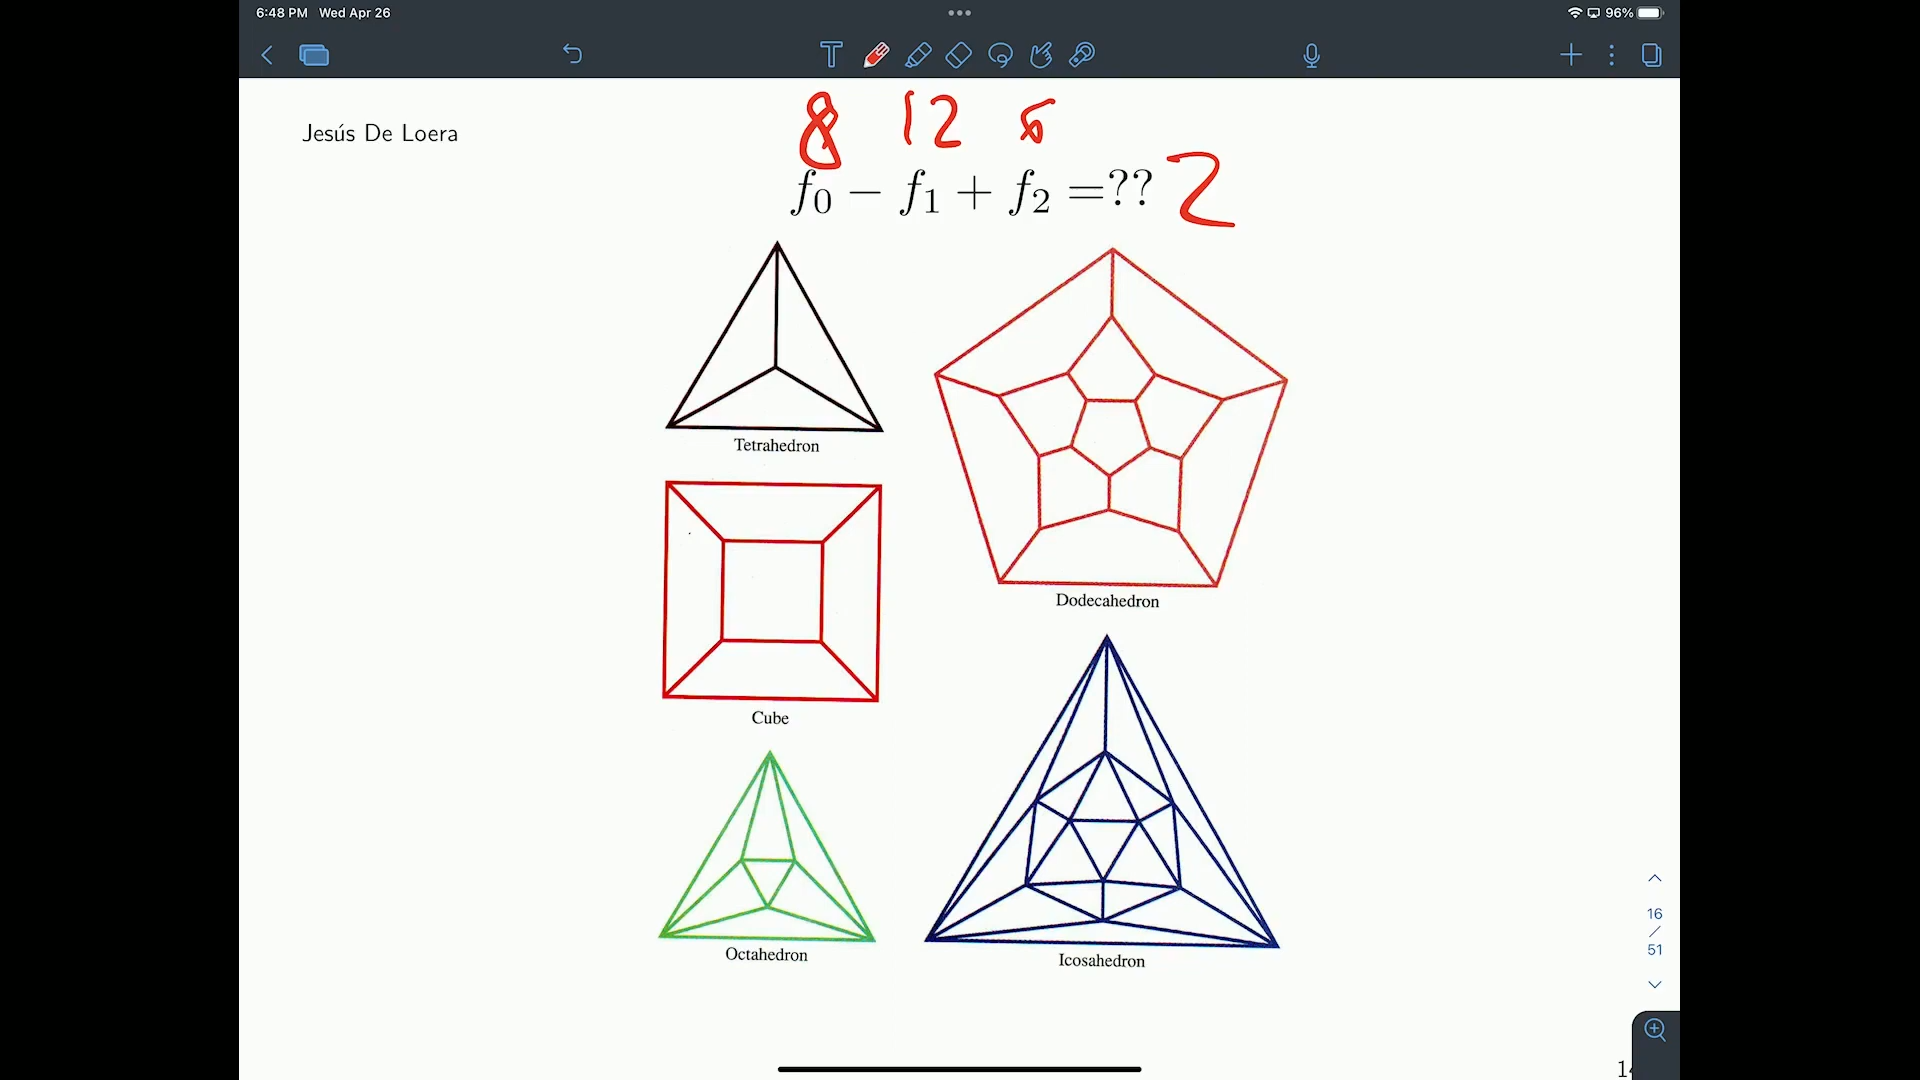 6:48 PM Wed Apr 26
96%
Jesús De Loera
8 12 6
f₀ − f₁ + f₂ =?? 2
Tetrahedron
Dodecahedron
Cube
Octahedron
Icosahedron
16
/
51